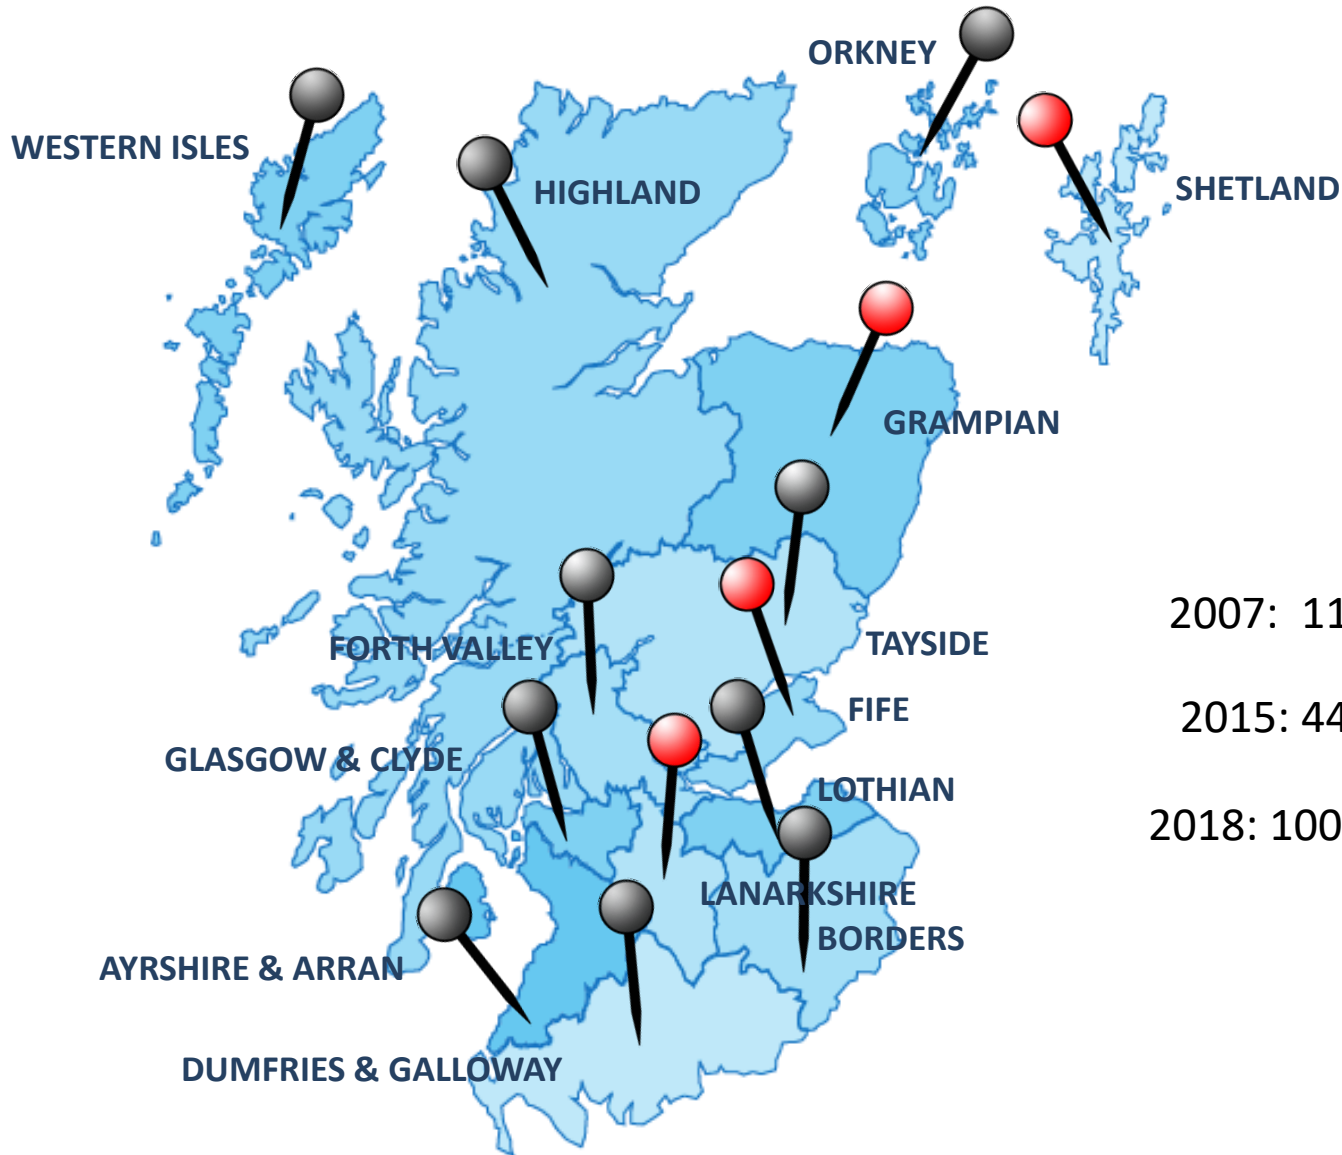 ORKNEY
WESTERN ISLES
HIGHLAND
SHETLAND
GRAMPIAN
2007: 11
FORTH VALLEY
TAYSIDE
FIFE
2015: 44
GLASGOW & CLYDE
LOTHIAN
2018: 100
LANARKSHIRE
BORDERS
AYRSHIRE & ARRAN
DUMFRIES & GALLOWAY